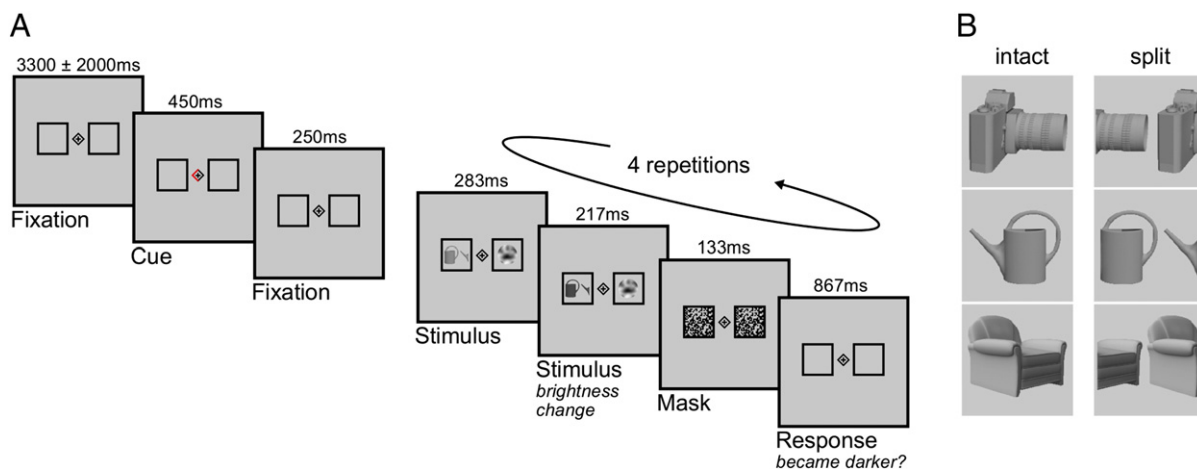 A
3300 ± 2000ms
Fixation
450ms
Cue
250ms
Fixation
4 repetitions
283ms
Stimulus
217ms
Stimulus
brightness
change
133ms
Mask
867ms
Response
became darker?
B
intact
split